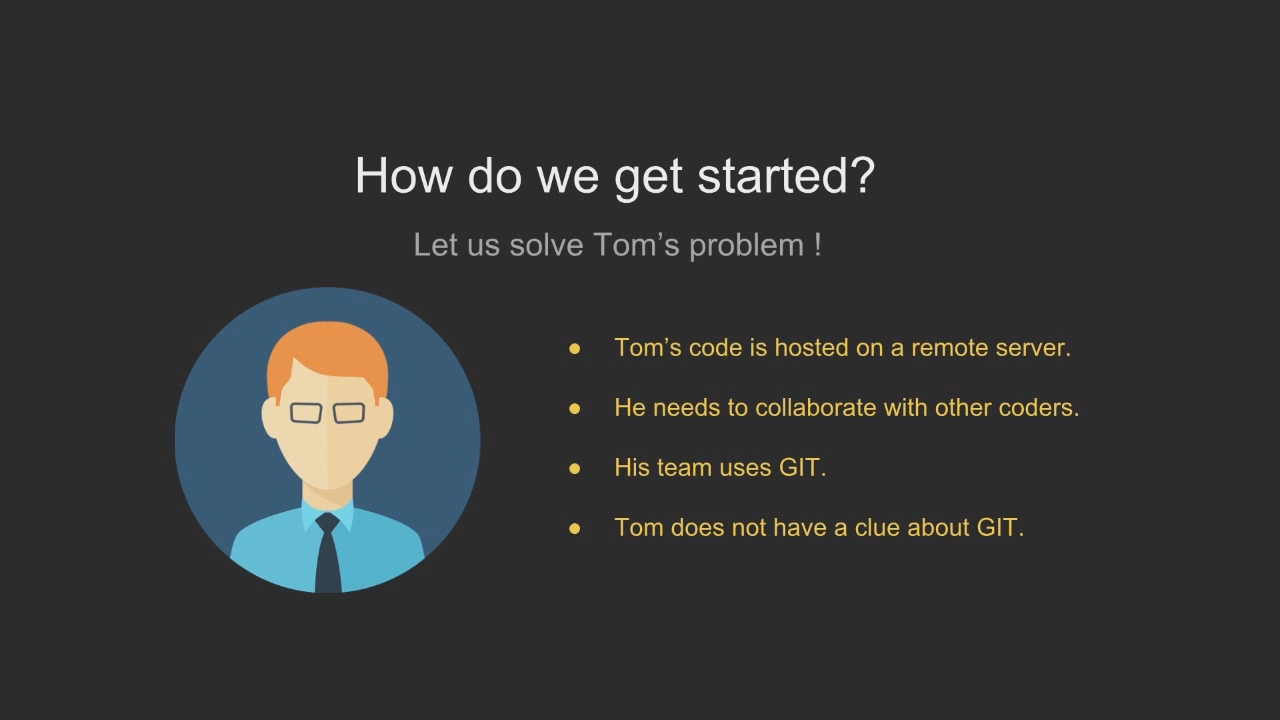 How do we get started?
Let us solve Tom’s problem !
● Tom’s code is hosted on a remote server.
● He needs to collaborate with other coders.
● His team uses GIT.
● Tom does not have a clue about GIT.